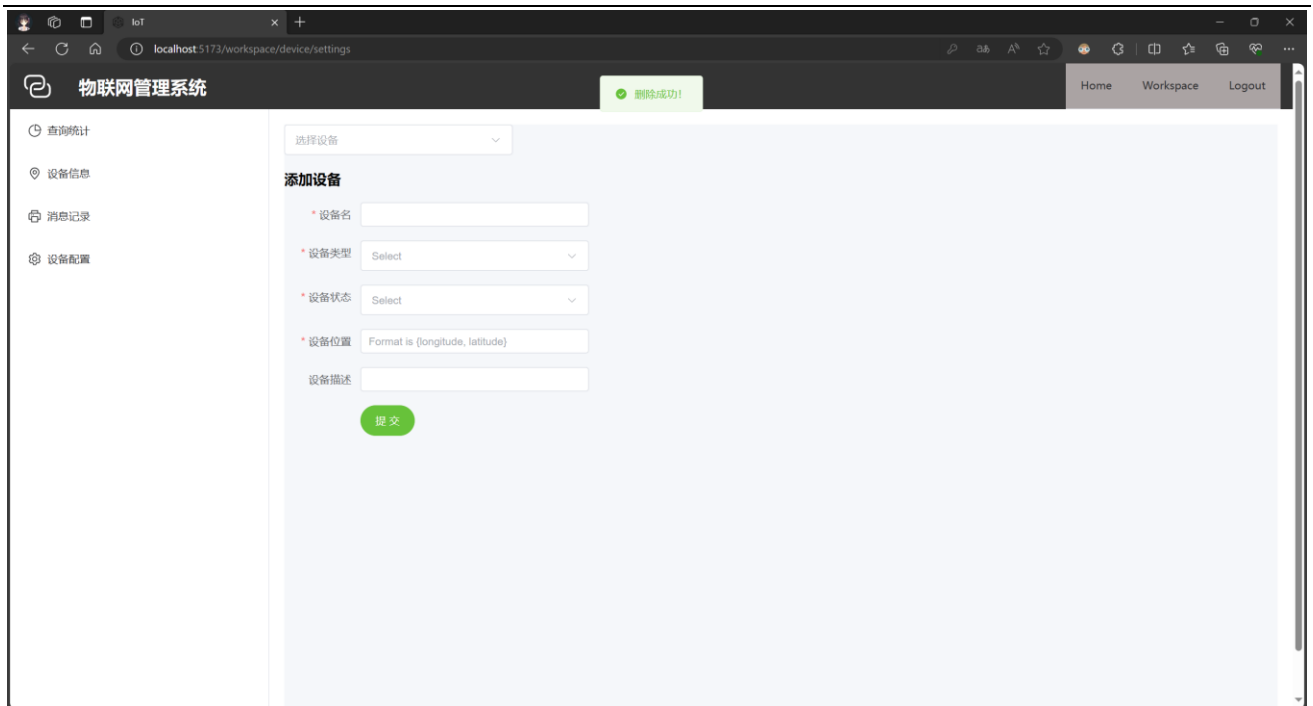 IoT
localhost:5173/workspace/device/settings
物联网管理系统
删除成功!
Home Workspace Logout
查询统计
设备信息
消息记录
设备配置
选择设备
添加设备
* 设备名
* 设备类型 Select
* 设备状态 Select
* 设备位置 Format is {longitude, latitude}
设备描述
提交